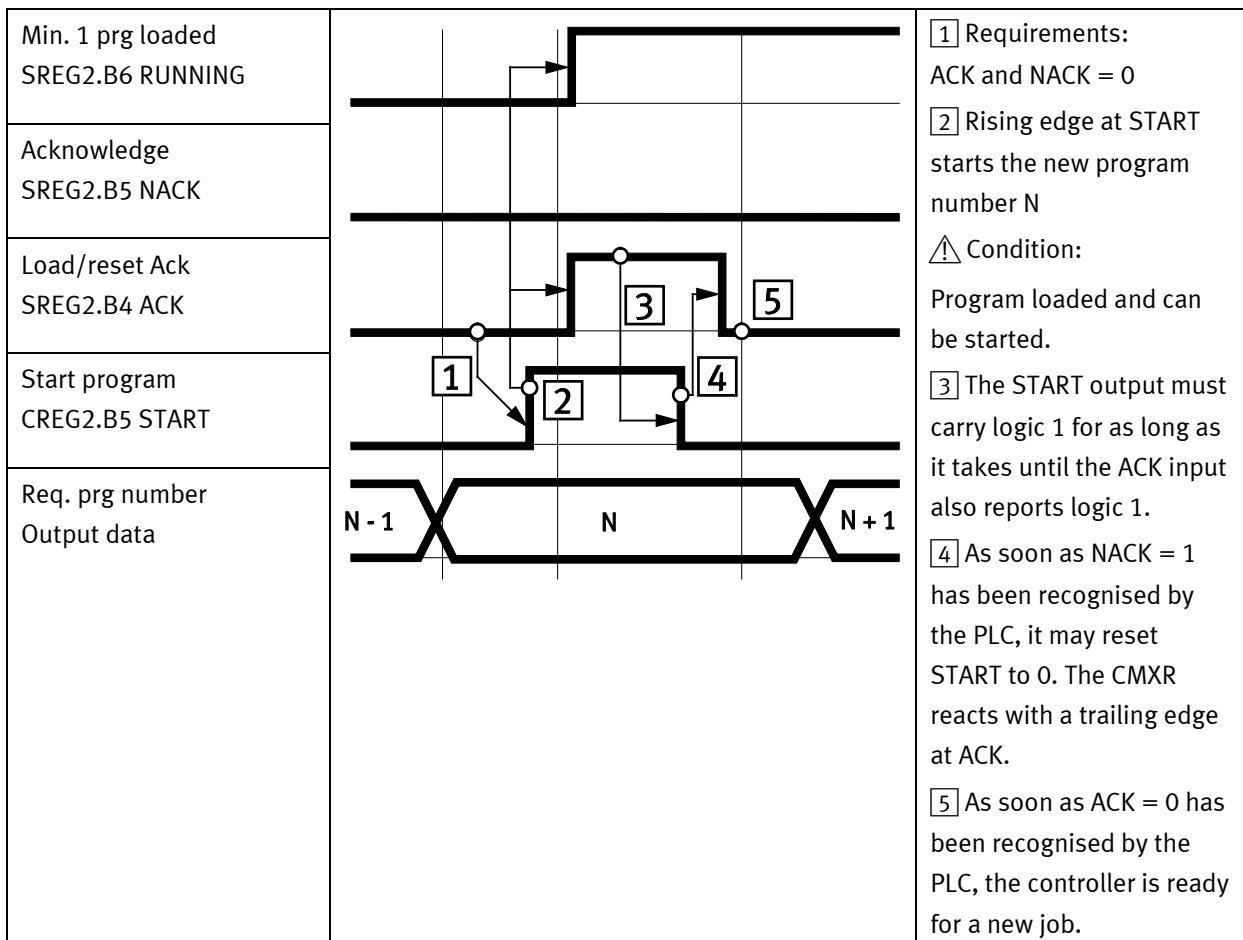 Min. 1 prg loaded
SREG2.B6 RUNNING
Acknowledge
SREG2.B5 NACK
Load/reset Ack
SREG2.B4 ACK
Start program
CREG2.B5 START
Req. prg number
Output data
1
2
3
4
5
N - 1
N
N + 1
1 Requirements:
ACK and NACK = 0
2 Rising edge at START
starts the new program
number N
⚠ Condition:
Program loaded and can
be started.
3 The START output must
carry logic 1 for as long as
it takes until the ACK input
also reports logic 1.
4 As soon as NACK = 1
has been recognised by
the PLC, it may reset
START to 0. The CMXR
reacts with a trailing edge
at ACK.
5 As soon as ACK = 0 has
been recognised by the
PLC, the controller is ready
for a new job.